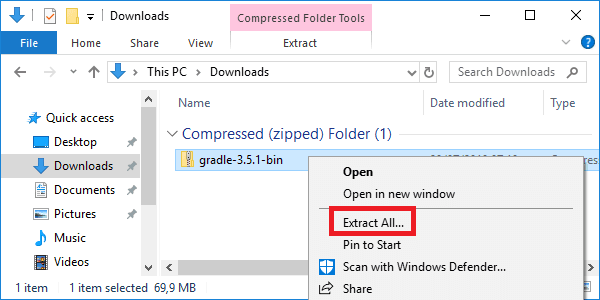 Downloads
Compressed Folder Tools
File
Home
Share
View
Extract
This PC
Downloads
Search Downloads
Name
Date modified
Type
Quick access
Desktop
Downloads
Documents
Pictures
Music
Videos
Compressed (zipped) Folder (1)
gradle-3.5.1-bin
Open
Open in new window
Extract All...
Pin to Start
Scan with Windows Defender...
Share
1 item
1 item selected 69,9 MB